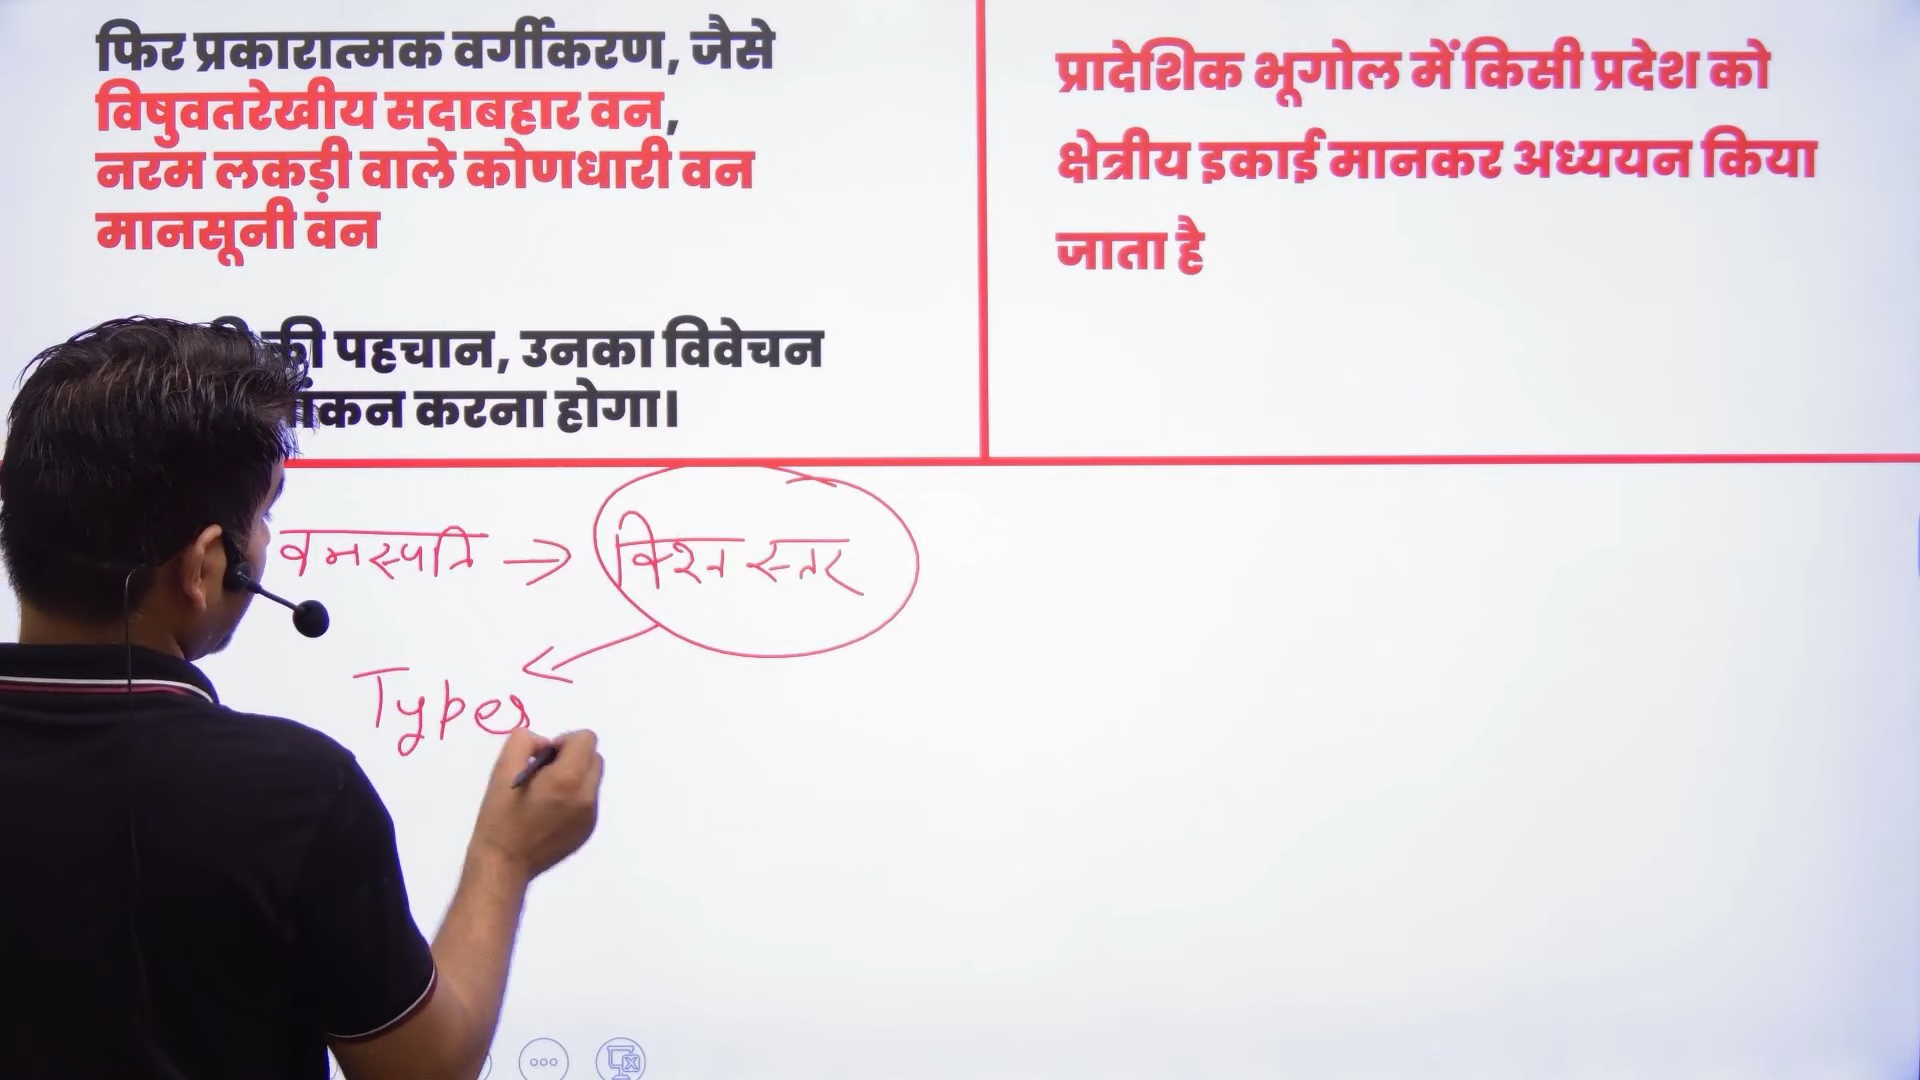 फिर प्रकारात्मक वर्गीकरण, जैसे
विषुवतरेखीय सदाबहार वन,
नरम लकड़ी वाले कोणधारी वन
मानसूनी वन
की पहचान, उनका विवेचन
करना होगा।
प्रादेशिक भूगोल में किसी प्रदेश को
क्षेत्रीय इकाई मानकर अध्ययन किया
जाता है
वनस्पति → विश्व स्तर
Types